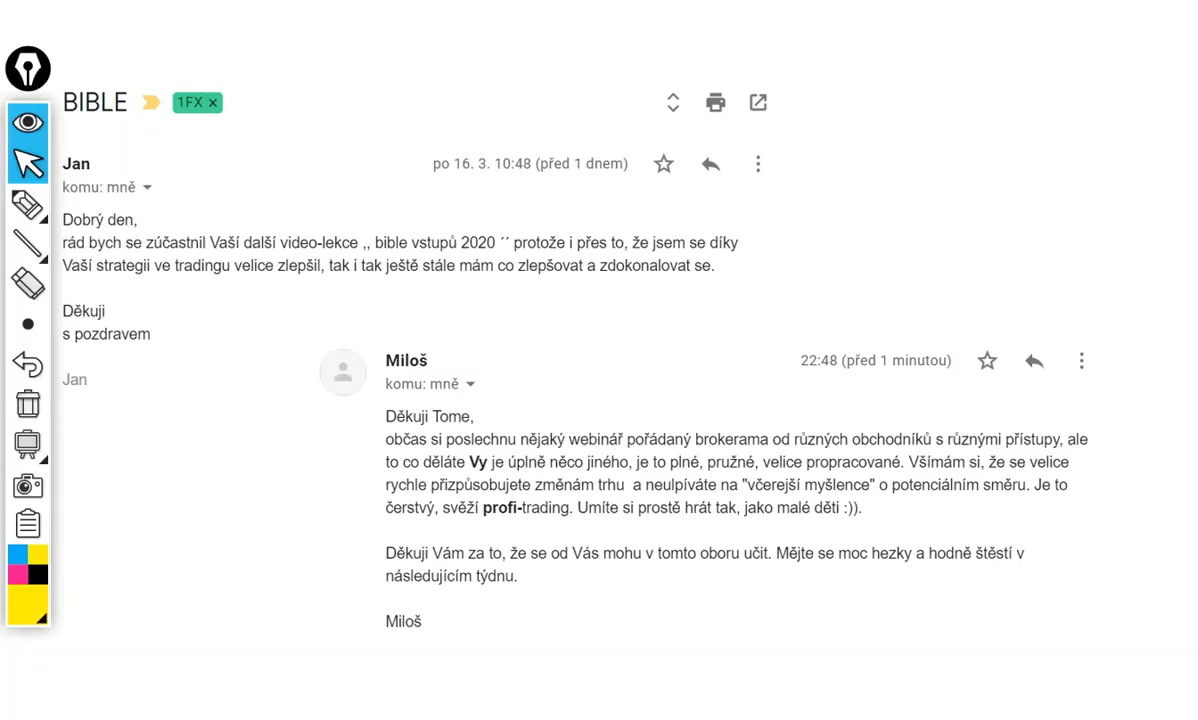 BIBLE
1FX ×
Jan
po 16. 3. 10:48 (před 1 dnem)
komu: mně
Dobrý den,
rád bych se zúčastnil Vaší další video-lekce ,, bible vstupů 2020 ´´ protože i přes to, že jsem se díky
Vaší strategii ve tradingu velice zlepšil, tak i tak ještě stále mám co zlepšovat a zdokonalovat se.
Děkuji
s pozdravem
Jan
Miloš
22:48 (před 1 minutou)
komu: mně
Děkuji Tome,
občas si poslechnu nějaký webinář pořádaný brokerama od různých obchodníků s různými přístupy, ale
to co děláte Vy je úplně něco jiného, je to plné, pružné, velice propracované. Všímám si, že se velice
rychle přizpůsobujete změnám trhu  a neulpíváte na "včerejší myšlence" o potenciálním směru. Je to
čerstvý, svěží profi-trading. Umíte si prostě hrát tak, jako malé děti :)).
Děkuji Vám za to, že se od Vás mohu v tomto oboru učit. Mějte se moc hezky a hodně štěstí v
následujícím týdnu.
Miloš